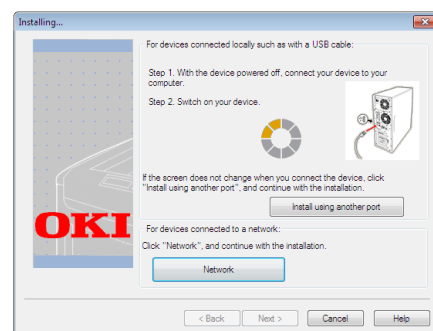 Installing...
For devices connected locally such as with a USB cable:
Step 1. With the device powered off, connect your device to your
computer.
Step 2. Switch on your device.
If the screen does not change when you connect the device, click
"Install using another port", and continue with the installation.
Install using another port
OKI
For devices connected to a network:
Click "Network", and continue with the installation.
Network
< Back
Next >
Cancel
Help